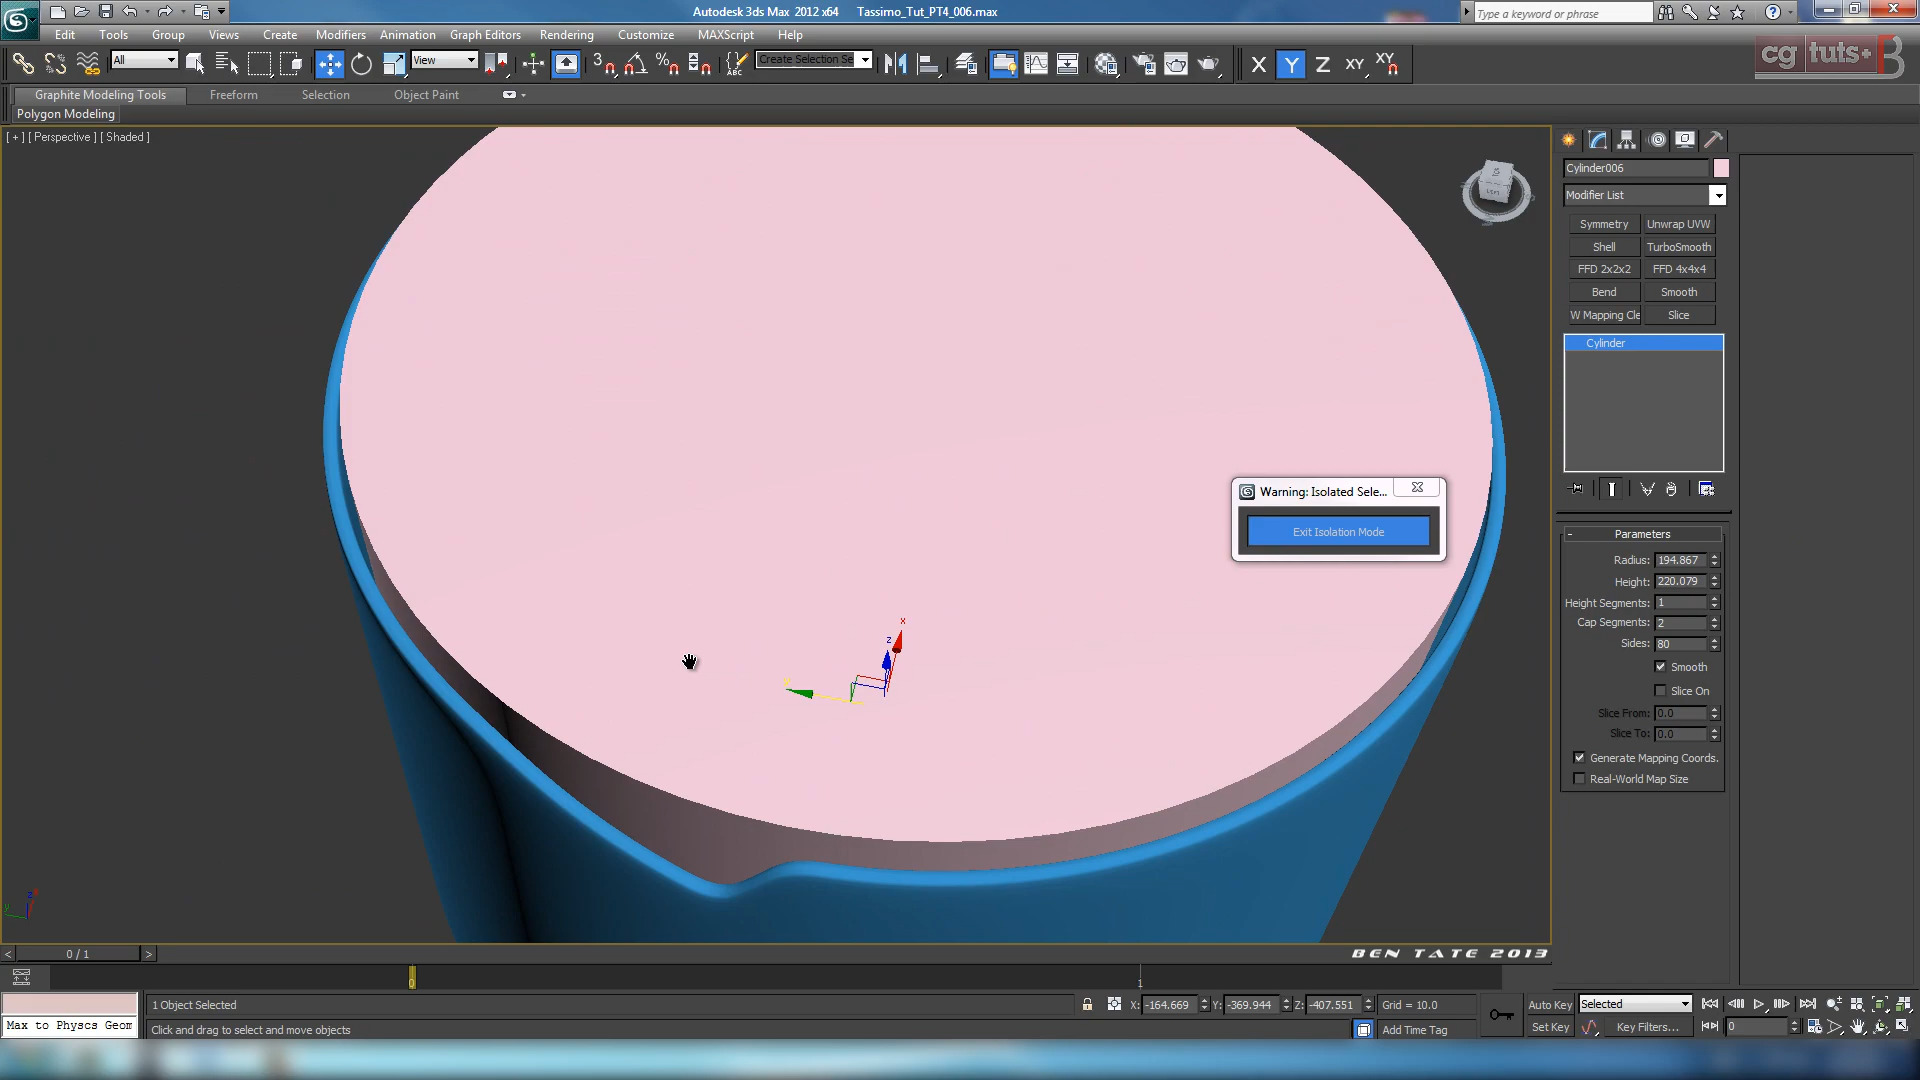 Autodesk 3ds Max 2012 x64 Tassimo_Tut_PT4_006.max
Type a keyword or phrase
Edit Tools Group Views Create Modifiers Animation Graph Editors Rendering Customize MAXScript Help
All View 3 ABC Create Selection Se X Y Z XY XY
cg tuts+
Graphite Modeling Tools Freeform Selection Object Paint
Polygon Modeling
[ + ] [ Perspective ] [ Shaded ]
Cylinder006
Modifier List
Symmetry Unwrap UVW
Shell TurboSmooth
FFD 2x2x2 FFD 4x4x4
Bend Smooth
W Mapping Cle Slice
Cylinder
Warning: Isolated Sele...
Exit Isolation Mode
- Parameters
Radius: 194.867
Height: 220.079
Height Segments: 1
Cap Segments: 2
Sides: 80
Smooth
Slice On
Slice From: 0.0
Slice To: 0.0
Generate Mapping Coords.
Real-World Map Size
x
z
y
z
x
y
< 0 / 1 >
BEN TATE 2013
0 1
1 Object Selected X: -164.669 Y: -369.944 Z: -407.551 Grid = 10.0 Auto Key Selected
Max to Physcs Geom Click and drag to select and move objects Add Time Tag Set Key Key Filters... 0